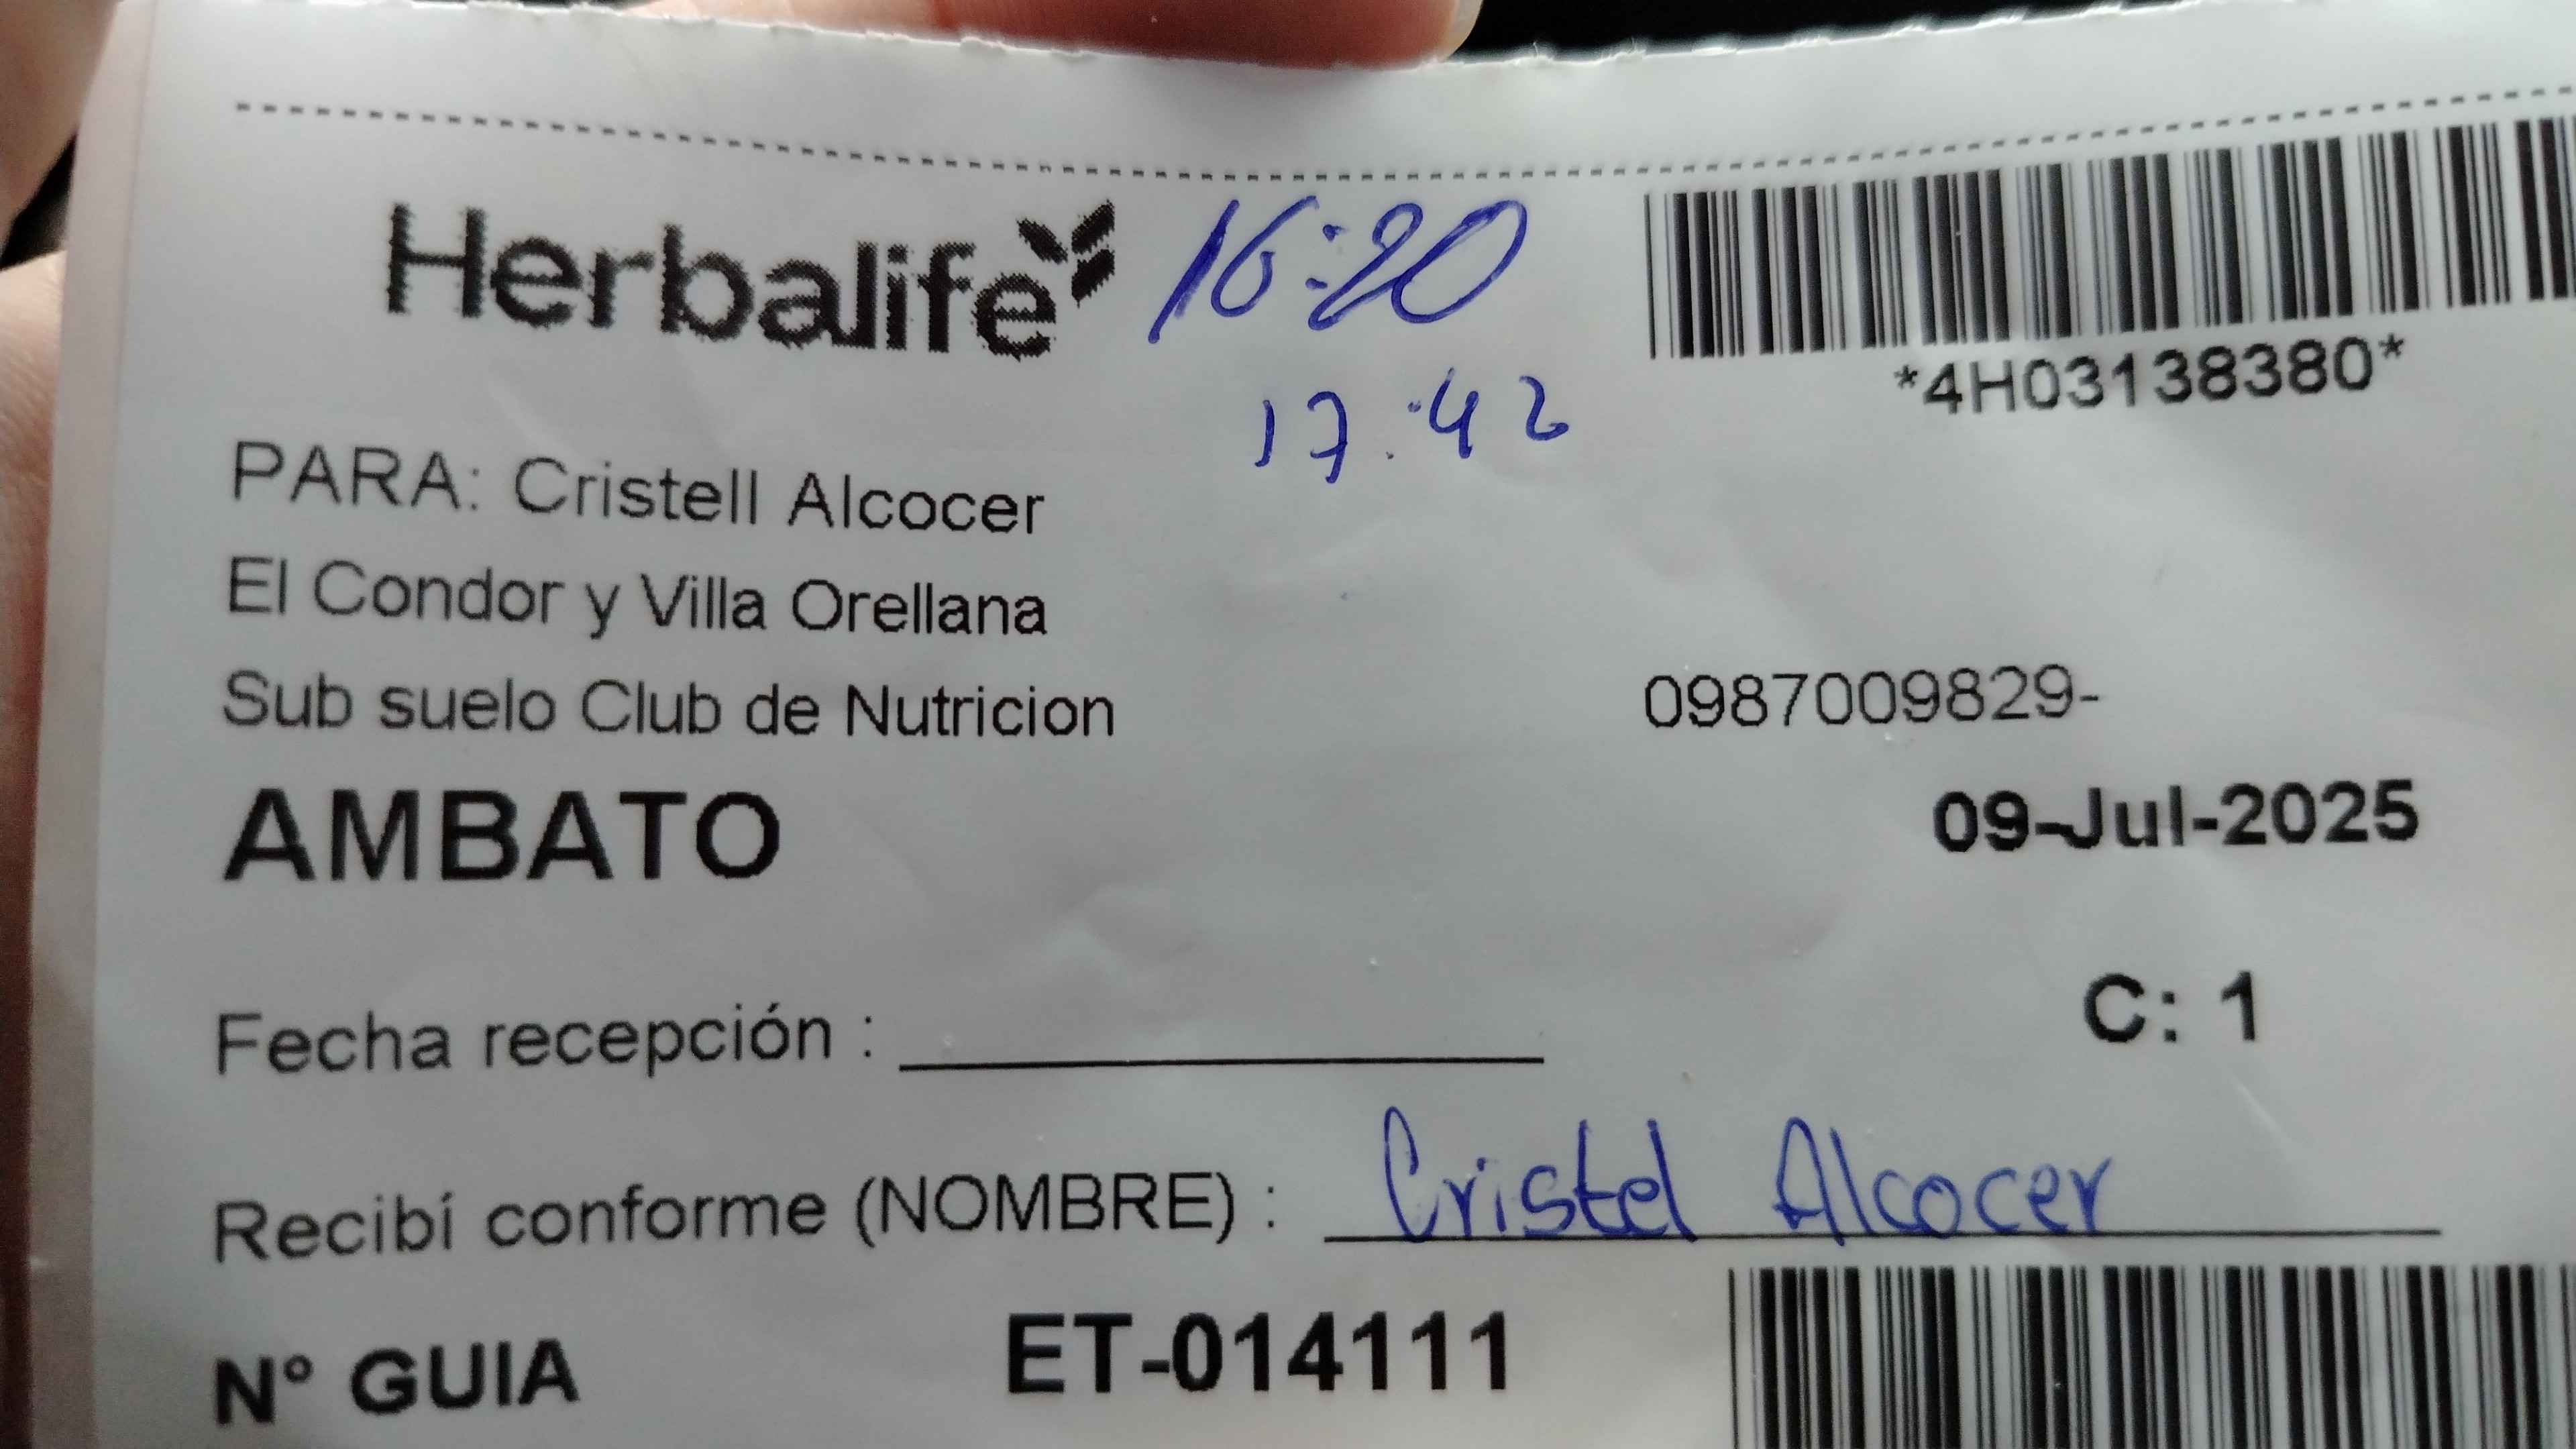 Herbalife 16:20
17:42
*4H03138380*
PARA: Cristell Alcocer
El Condor y Villa Orellana
Sub suelo Club de Nutricion 0987009829-
AMBATO 09-Jul-2025
C: 1
Fecha recepción :
Recibí conforme (NOMBRE) : Cristel Alcocer
N° GUIA ET-014111